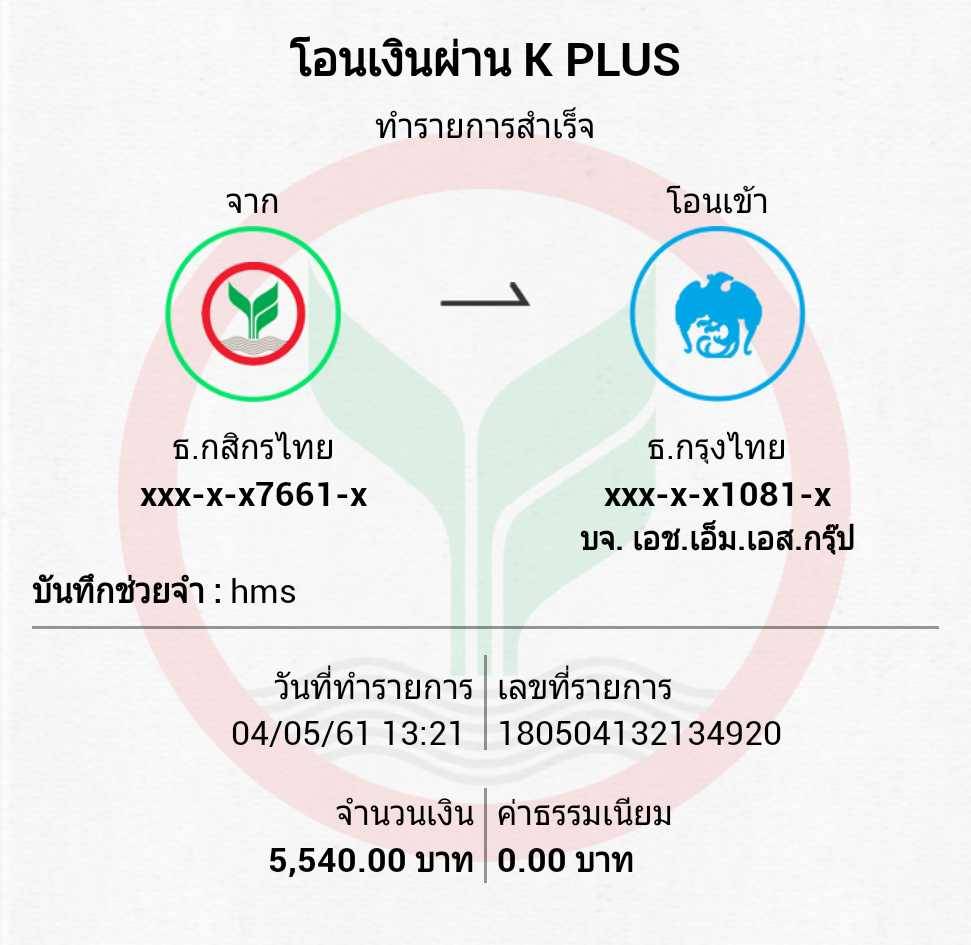 โอนเงินผ่าน K PLUS
ทำรายการสำเร็จ
จาก
โอนเข้า
ธ.กสิกรไทย
xxx-x-x7661-x
ธ.กรุงไทย
xxx-x-x1081-x
บจ. เอช.เอ็ม.เอส.กรุ๊ป
บันทึกช่วยจำ : hms
วันที่ทำรายการ
04/05/61 13:21
เลขที่รายการ
180504132134920
จำนวนเงิน
5,540.00 บาท
ค่าธรรมเนียม
0.00 บาท